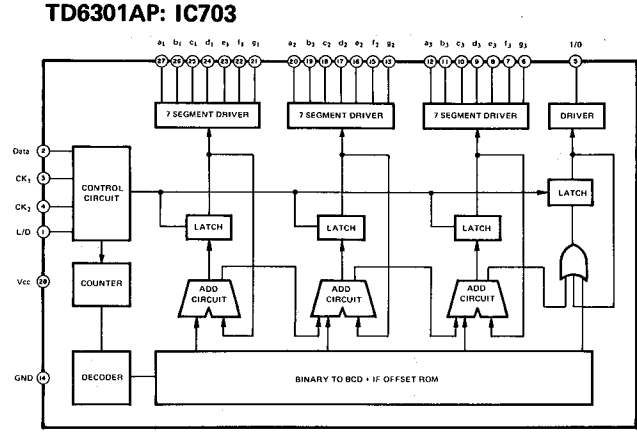 TD6301AP: IC703
a1 b1 c1 d1 e1 f1 g1 a2 b2 c2 d2 e2 f2 g2 a3 b3 c3 d3 e3 f3 g3 1/0
27 26 25 24 23 22 21 20 19 18 17 16 15 13 12 11 10 9 8 7 6 5
7 SEGMENT DRIVER 7 SEGMENT DRIVER 7 SEGMENT DRIVER DRIVER
Data 2
CK1 3
CK2 4
L/D 1
CONTROL
CIRCUIT
LATCH LATCH LATCH LATCH
Vcc 28
COUNTER
ADD
CIRCUIT
ADD
CIRCUIT
ADD
CIRCUIT
GND 14
DECODER
BINARY TO BCD + IF OFFSET ROM